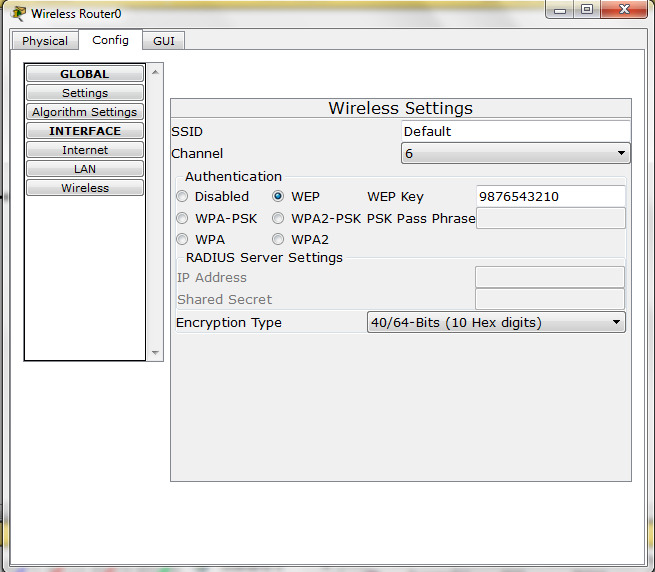 Wireless Router0
Physical Config GUI
GLOBAL
Settings
Algorithm Settings
INTERFACE
Internet
LAN
Wireless
Wireless Settings
SSID Default
Channel 6
Authentication
Disabled WEP WEP Key 9876543210
WPA-PSK WPA2-PSK PSK Pass Phrase
WPA WPA2
RADIUS Server Settings
IP Address
Shared Secret
Encryption Type 40/64-Bits (10 Hex digits)